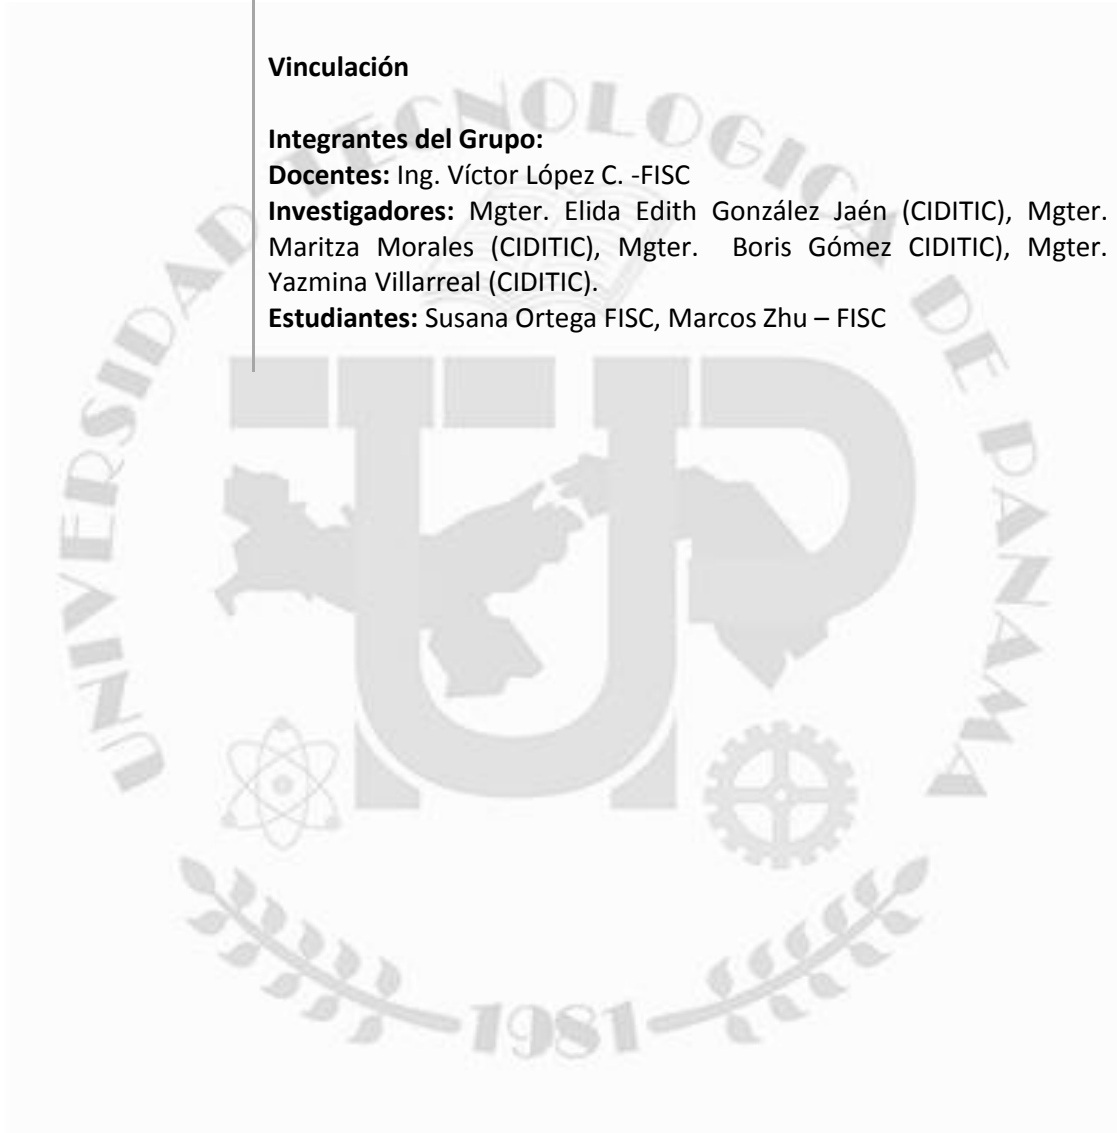 Vinculación
Integrantes del Grupo:
Docentes: Ing. Víctor López C. -FISC
Investigadores: Mgter. Elida Edith González Jaén (CIDITIC), Mgter.
Maritza Morales (CIDITIC), Mgter. Boris Gómez CIDITIC), Mgter.
Yazmina Villarreal (CIDITIC).
Estudiantes: Susana Ortega FISC, Marcos Zhu – FISC
UNIVERSIDAD TECNOLOGICA DE PANAMA
UTP
1981